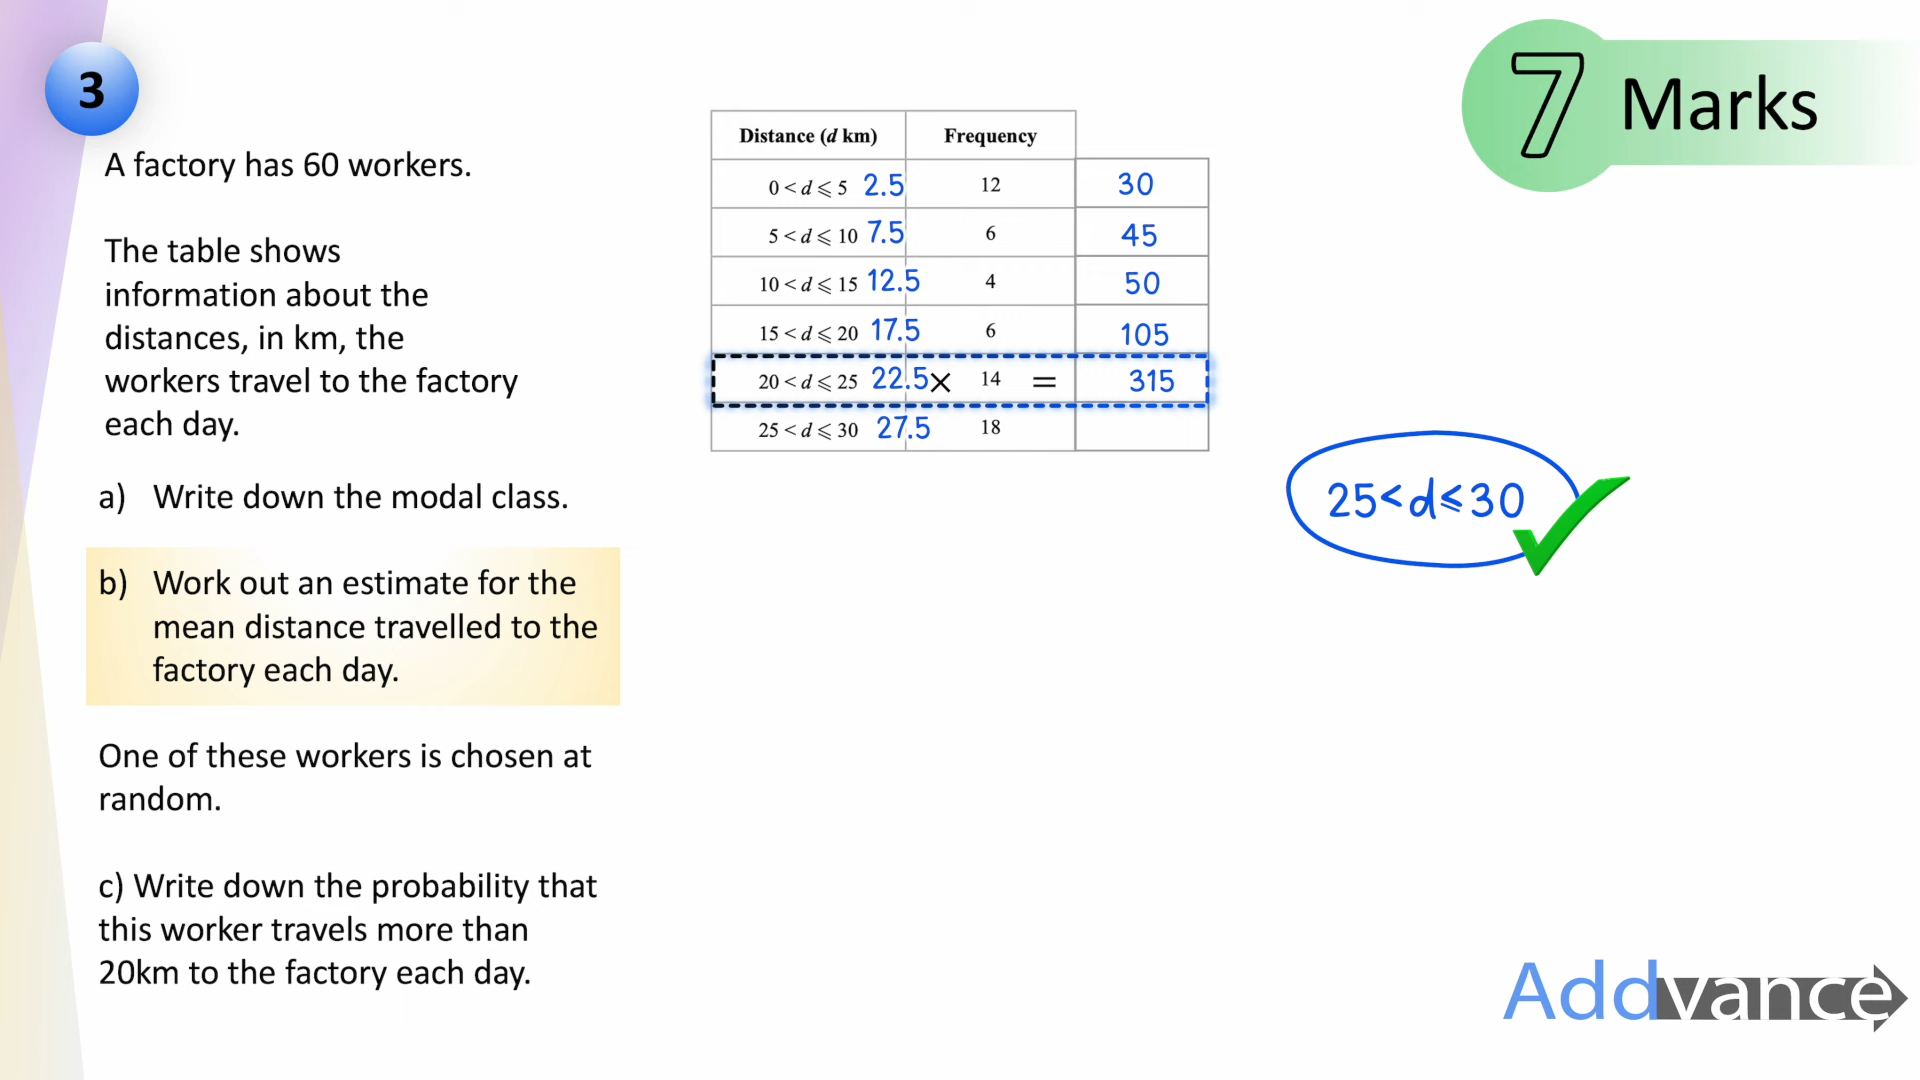 3
7 Marks
A factory has 60 workers.
The table shows
information about the
distances, in km, the
workers travel to the factory
each day.
a) Write down the modal class.
b) Work out an estimate for the
mean distance travelled to the
factory each day.
One of these workers is chosen at
random.
c) Write down the probability that
this worker travels more than
20km to the factory each day.
Distance (d km) Frequency
0 < d ⩽ 5 2.5 12 30
5 < d ⩽ 10 7.5 6 45
10 < d ⩽ 15 12.5 4 50
15 < d ⩽ 20 17.5 6 105
20 < d ⩽ 25 22.5 × 14 = 315
25 < d ⩽ 30 27.5 18
25 < d ⩽ 30
Addvance